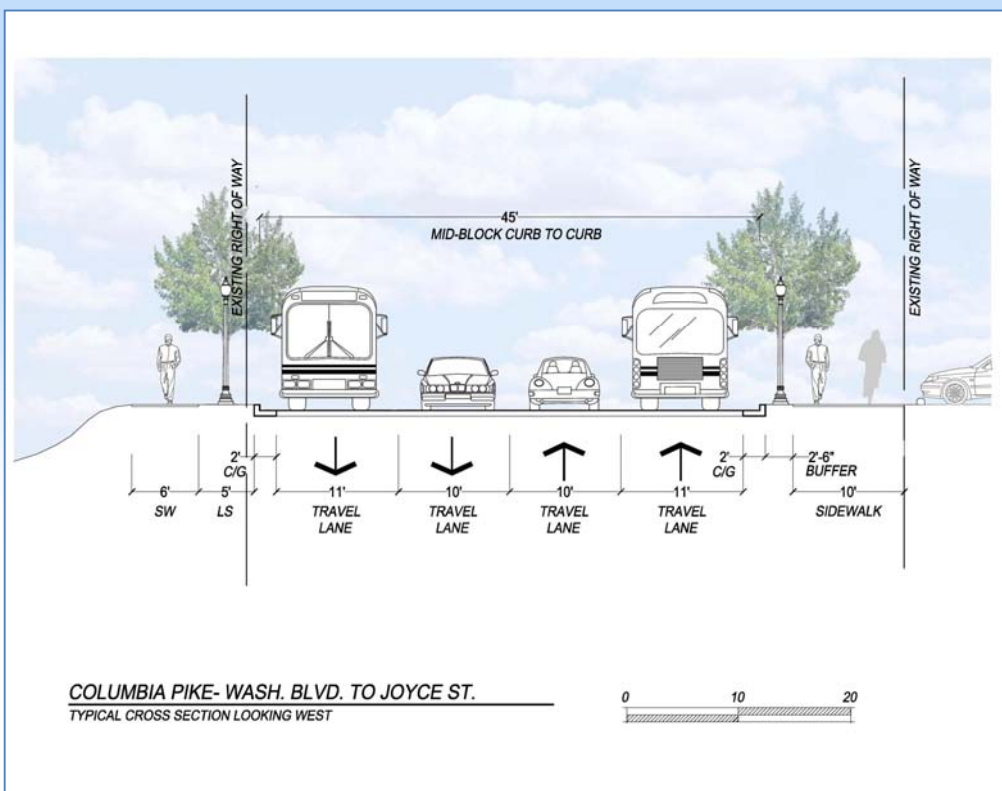 EXISTING RIGHT OF WAY
EXISTING RIGHT OF WAY
45'
MID-BLOCK CURB TO CURB
2'
C/G
2'
C/G
2'-6"
BUFFER
6'
SW
5'
LS
11'
TRAVEL
LANE
10'
TRAVEL
LANE
10'
TRAVEL
LANE
11'
TRAVEL
LANE
10'
SIDEWALK
COLUMBIA PIKE- WASH. BLVD. TO JOYCE ST.
TYPICAL CROSS SECTION LOOKING WEST
0 10 20